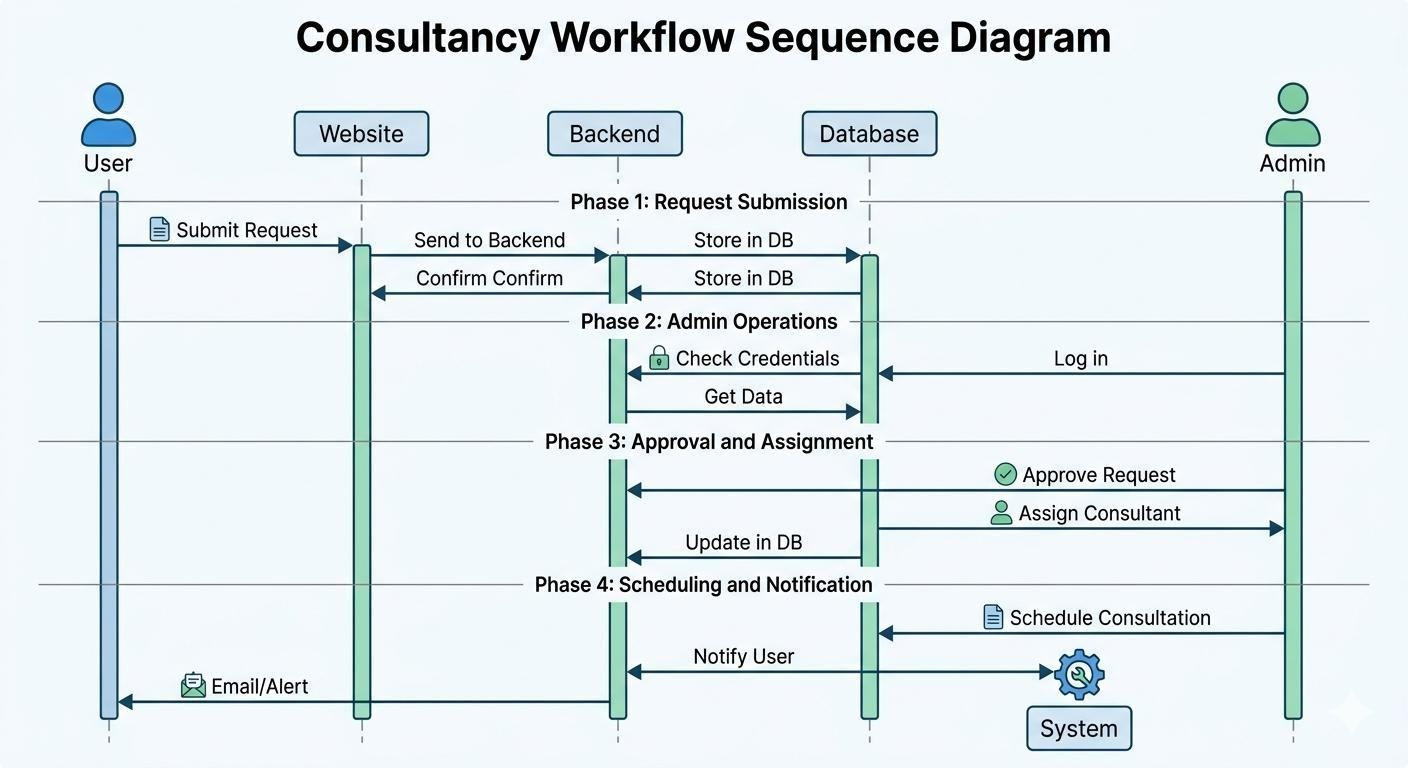 Consultancy Workflow Sequence Diagram
User
Website
Backend
Database
Admin
Phase 1: Request Submission
Submit Request
Send to Backend
Store in DB
Confirm Confirm
Store in DB
Phase 2: Admin Operations
Check Credentials
Log in
Get Data
Phase 3: Approval and Assignment
Approve Request
Assign Consultant
Update in DB
Phase 4: Scheduling and Notification
Schedule Consultation
Notify User
Email/Alert
System